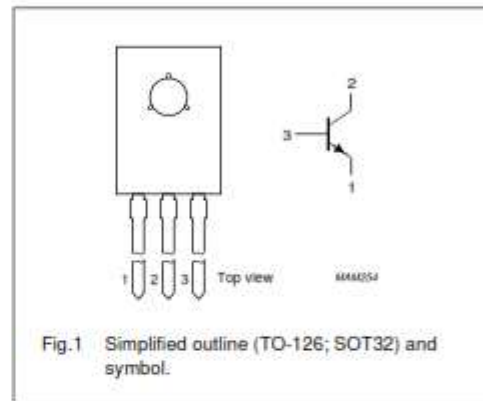 2
3
1
1 2 3 Top view MAM254
Fig.1 Simplified outline (TO-126; SOT32) and
symbol.